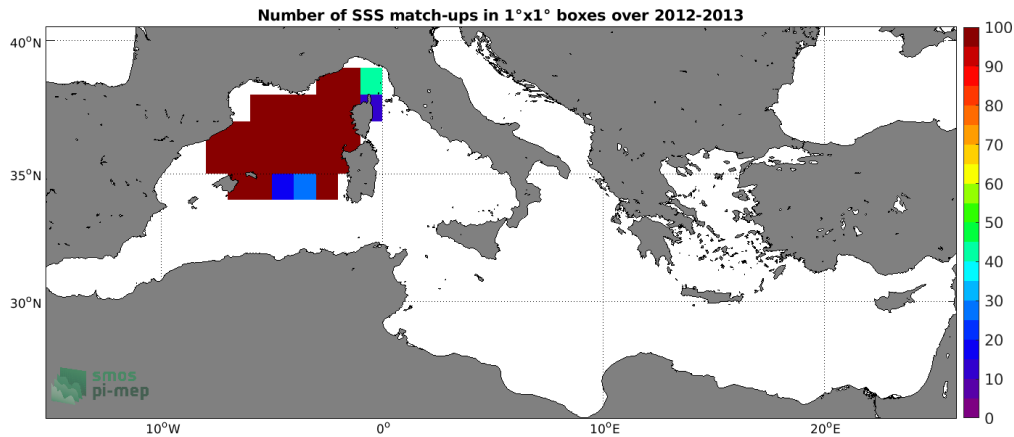 Number of SSS match-ups in 1°x1° boxes over 2012-2013
40°N
35°N
30°N
10°W
0°
10°E
20°E
100
90
80
70
60
50
40
30
20
10
0
smos
pi-mep